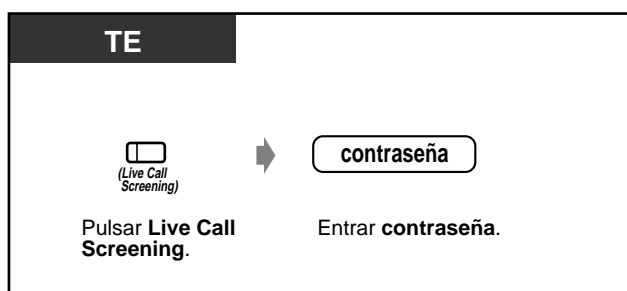 TE
contraseña
(Live Call
Screening)
Pulsar Live Call
Screening.
Entrar contraseña.